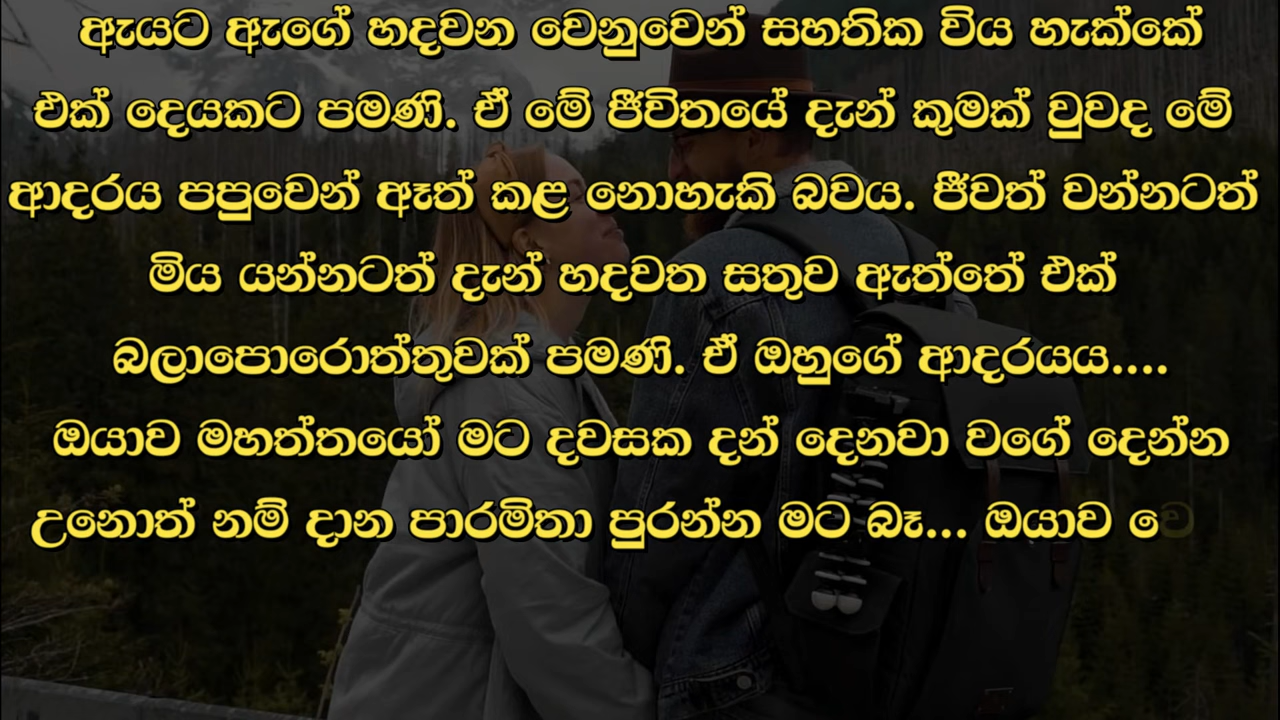 ඇයට ඇගේ හදවන වෙනුවෙන් සහතික විය හැක්කේ
එක් දෙයකට පමණි. ඒ මේ ජීවිතයේ දැන් කුමක් වුවද මේ
ආදරය පපුවෙන් ඈත් කළ නොහැකි බවය. ජීවත් වන්නටත්
මිය යන්නටත් දැන් හදවත සතුව ඇත්තේ එක්
බලාපොරොත්තුවක් පමණි. ඒ ඔහුගේ ආදරයය....
ඔයාව මහත්තයෝ මට දවසක දන් දෙනවා වගේ දෙන්න
උනොත් නම් දාන පාරමිතා පුරන්න මට බෑ... ඔයාව